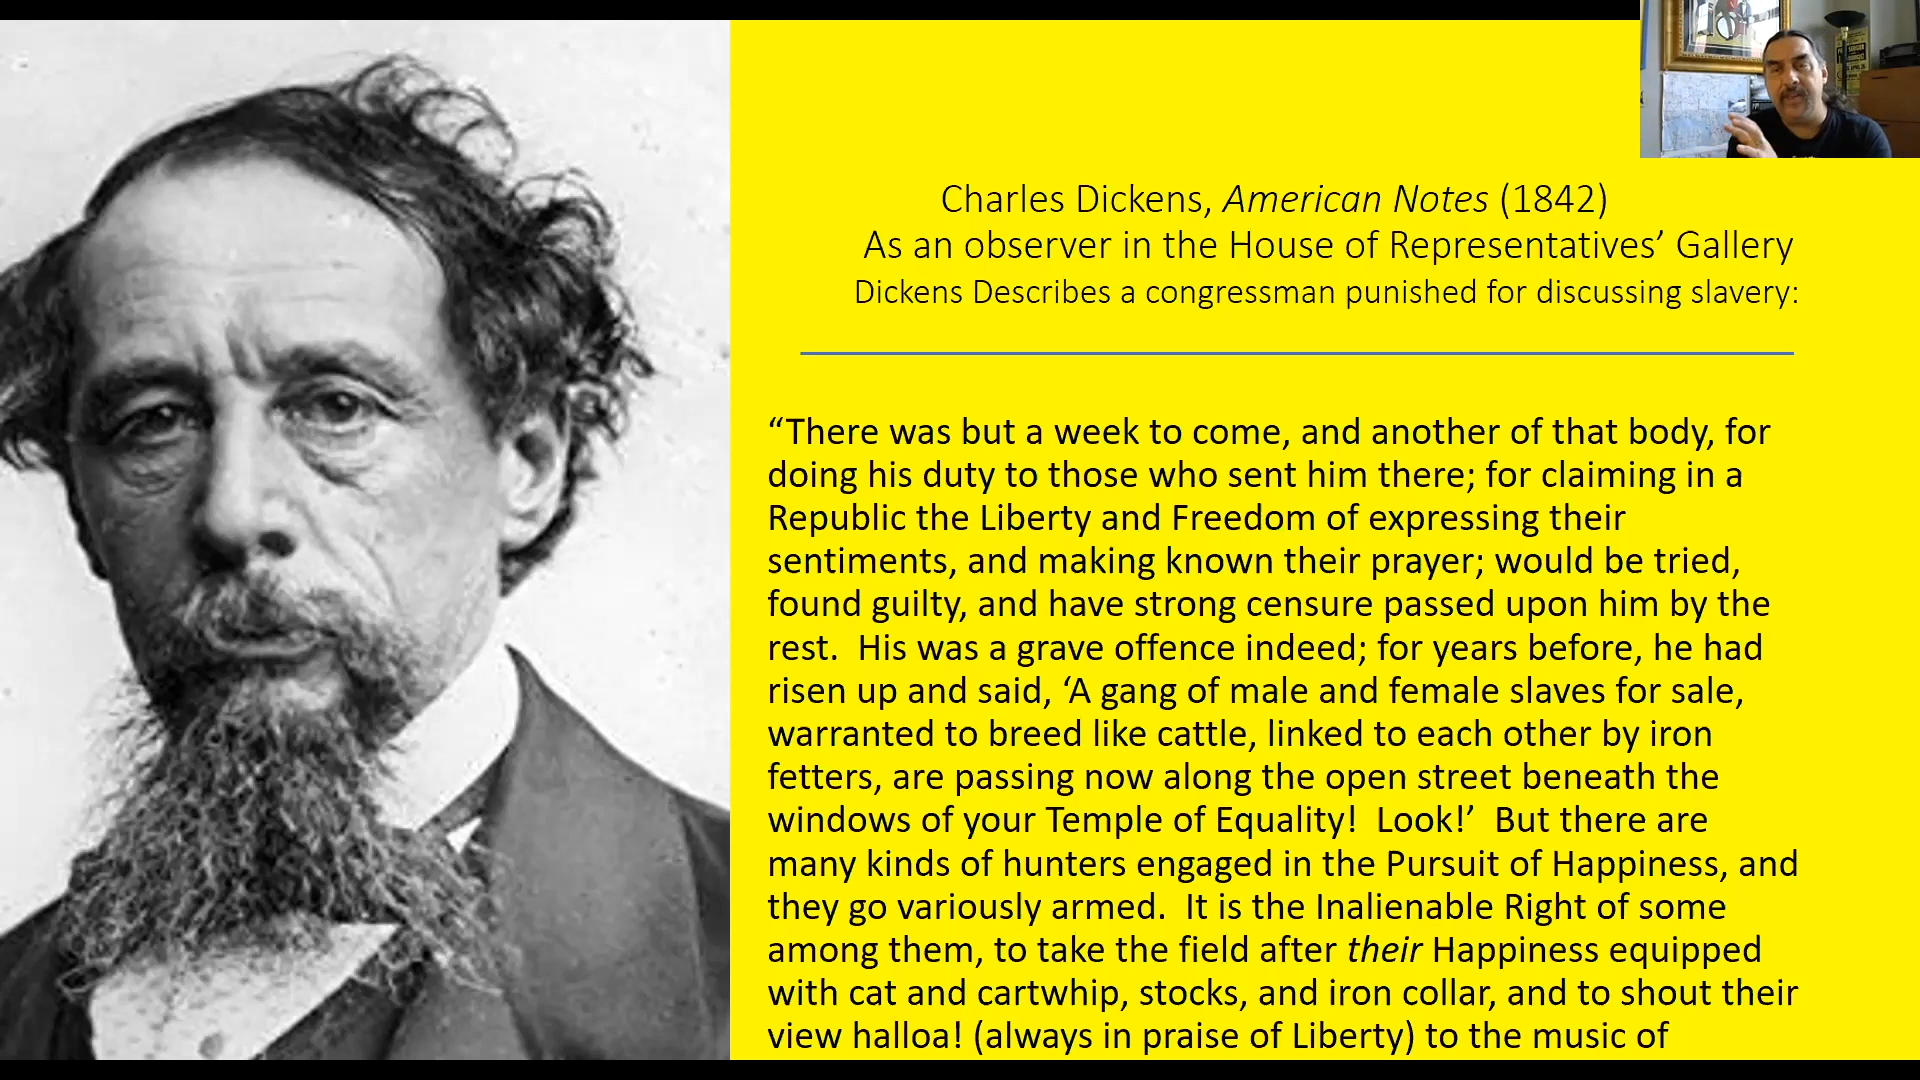 Charles Dickens, American Notes (1842)
As an observer in the House of Representatives’ Gallery
Dickens Describes a congressman punished for discussing slavery:
“There was but a week to come, and another of that body, for
doing his duty to those who sent him there; for claiming in a
Republic the Liberty and Freedom of expressing their
sentiments, and making known their prayer; would be tried,
found guilty, and have strong censure passed upon him by the
rest.  His was a grave offence indeed; for years before, he had
risen up and said, ‘A gang of male and female slaves for sale,
warranted to breed like cattle, linked to each other by iron
fetters, are passing now along the open street beneath the
windows of your Temple of Equality!  Look!’  But there are
many kinds of hunters engaged in the Pursuit of Happiness, and
they go variously armed.  It is the Inalienable Right of some
among them, to take the field after their Happiness equipped
with cat and cartwhip, stocks, and iron collar, and to shout their
view halloa! (always in praise of Liberty) to the music of